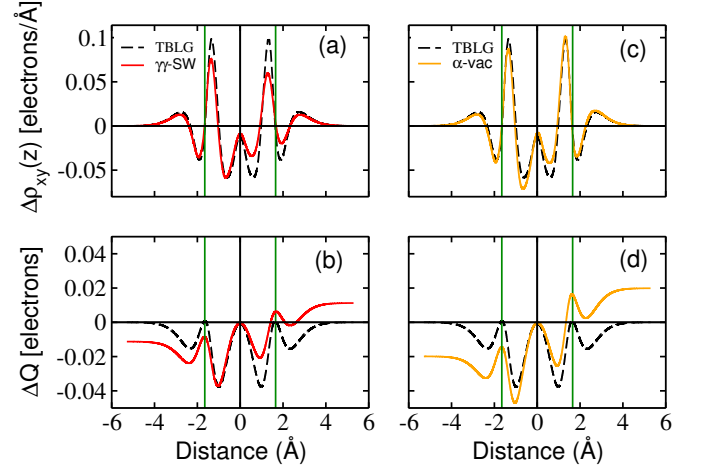 Δρxy(z) [electrons/Å]
0.1
0.05
0
-0.05
TBLG
γγ-SW
(a)
TBLG
α-vac
(c)
ΔQ [electrons]
0.04
0.02
0
-0.02
-0.04
(b)
(d)
-6 -4 -2 0 2 4 6
-4 -2 0 2 4 6
Distance (Å)
Distance (Å)